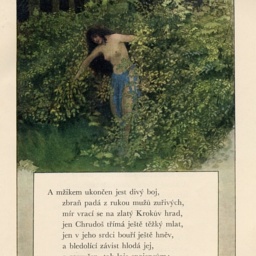 A mžikem ukončen jest divý boj,
zbraň padá z rukou mužů zuřivých,
mír vrací se na zlatý Krokův hrad,
jen Chrudoš třímá ještě těžký mlat,
jen v jeho srdci bouří ještě hněv,
a bledolící závist hlodá jej,